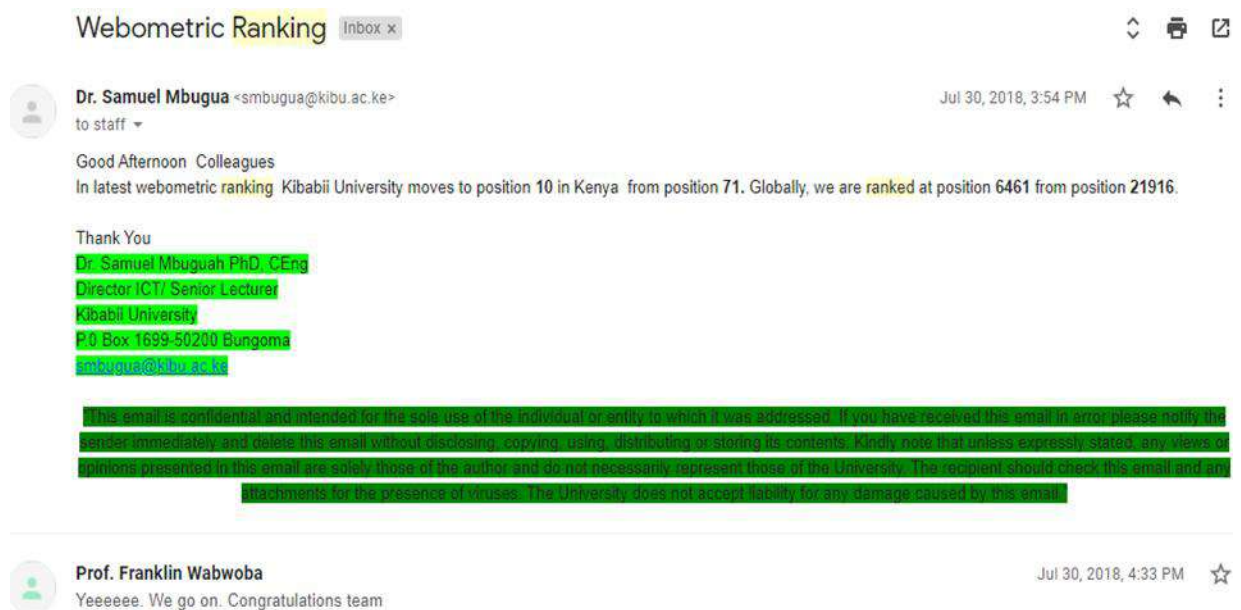 Webometric Ranking Inbox x
Dr. Samuel Mbugua <smbugua@kibu.ac.ke> Jul 30, 2018, 3:54 PM
to staff
Good Afternoon Colleagues
In latest webometric ranking Kibabii University moves to position 10 in Kenya from position 71. Globally, we are ranked at position 6461 from position 21916.
Thank You
Dr. Samuel Mbuguah PhD, CEng
Director ICT/ Senior Lecturer
Kibabii University
P.0 Box 1699-50200 Bungoma
smbugua@kibu.ac.ke
"This email is confidential and intended for the sole use of the individual or entity to which it was addressed. If you have received this email in error please notify the
sender immediately and delete this email without disclosing, copying, using, distributing or storing its contents. Kindly note that unless expressly stated, any views or
opinions presented in this email are solely those of the author and do not necessarily represent those of the University. The recipient should check this email and any
attachments for the presence of viruses. The University does not accept liability for any damage caused by this email."
Prof. Franklin Wabwoba Jul 30, 2018, 4:33 PM
Yeeeeee. We go on. Congratulations team